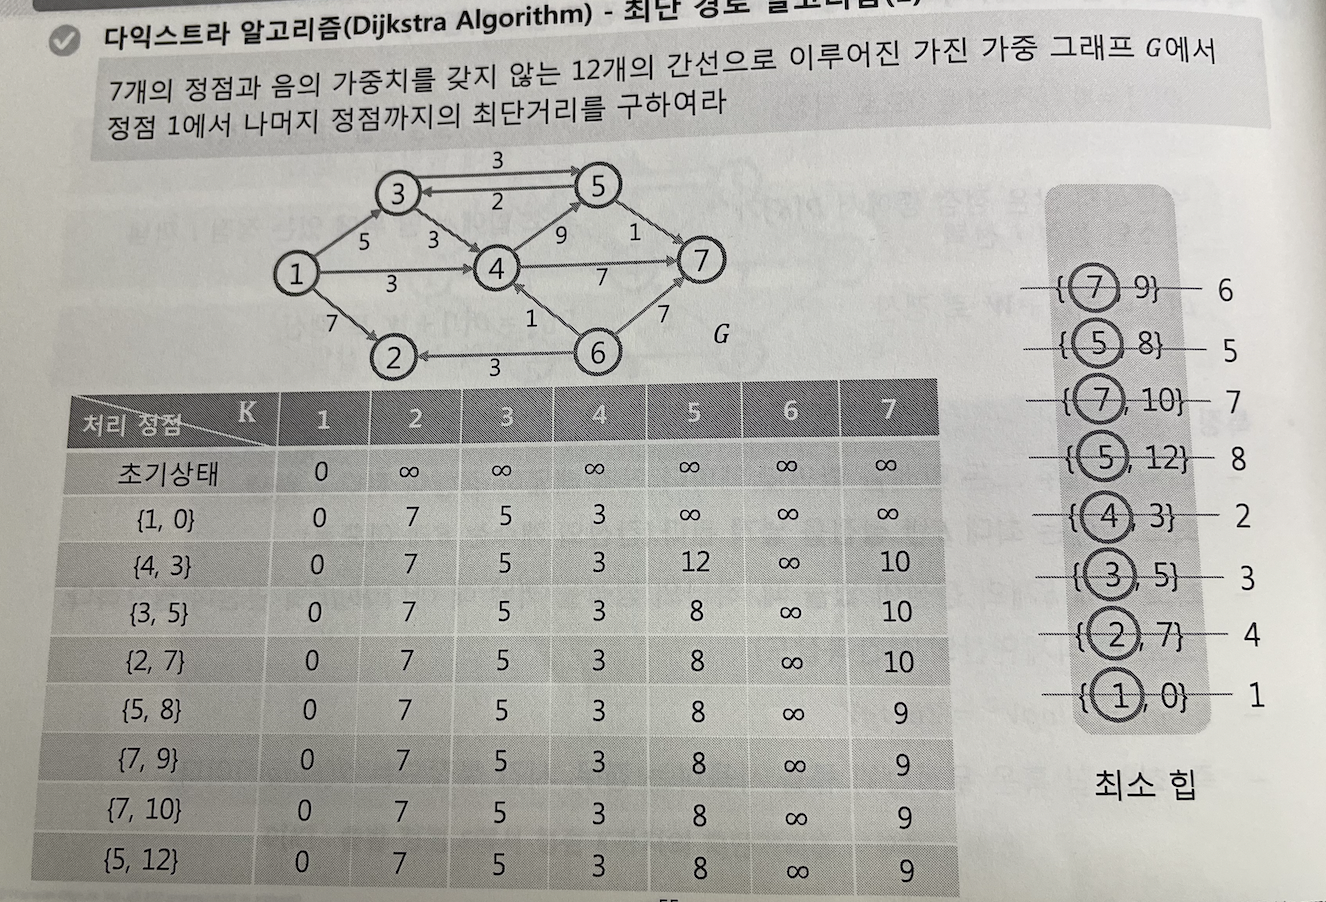 다익스트라 알고리즘(Dijkstra Algorithm) - 최단 경로 알고리즘
7개의 정점과 음의 가중치를 갖지 않는 12개의 간선으로 이루어진 가진 가중 그래프 G에서
정점 1에서 나머지 정점까지의 최단거리를 구하여라
3
3 5
2
5 3 9 1
1 4 7
3 7
7 1 7
2 6 G
3
처리 정점 K 1 2 3 4 5 6 7
초기상태 0 ∞ ∞ ∞ ∞ ∞ ∞
{1, 0} 0 7 5 3 ∞ ∞ ∞
{4, 3} 0 7 5 3 12 ∞ 10
{3, 5} 0 7 5 3 8 ∞ 10
{2, 7} 0 7 5 3 8 ∞ 10
{5, 8} 0 7 5 3 8 ∞ 9
{7, 9} 0 7 5 3 8 ∞ 9
{7, 10} 0 7 5 3 8 ∞ 9
{5, 12} 0 7 5 3 8 ∞ 9
{7, 9} 6
{5, 8} 5
{7, 10} 7
{5, 12} 8
{4, 3} 2
{3, 5} 3
{2, 7} 4
{1, 0} 1
최소 힙